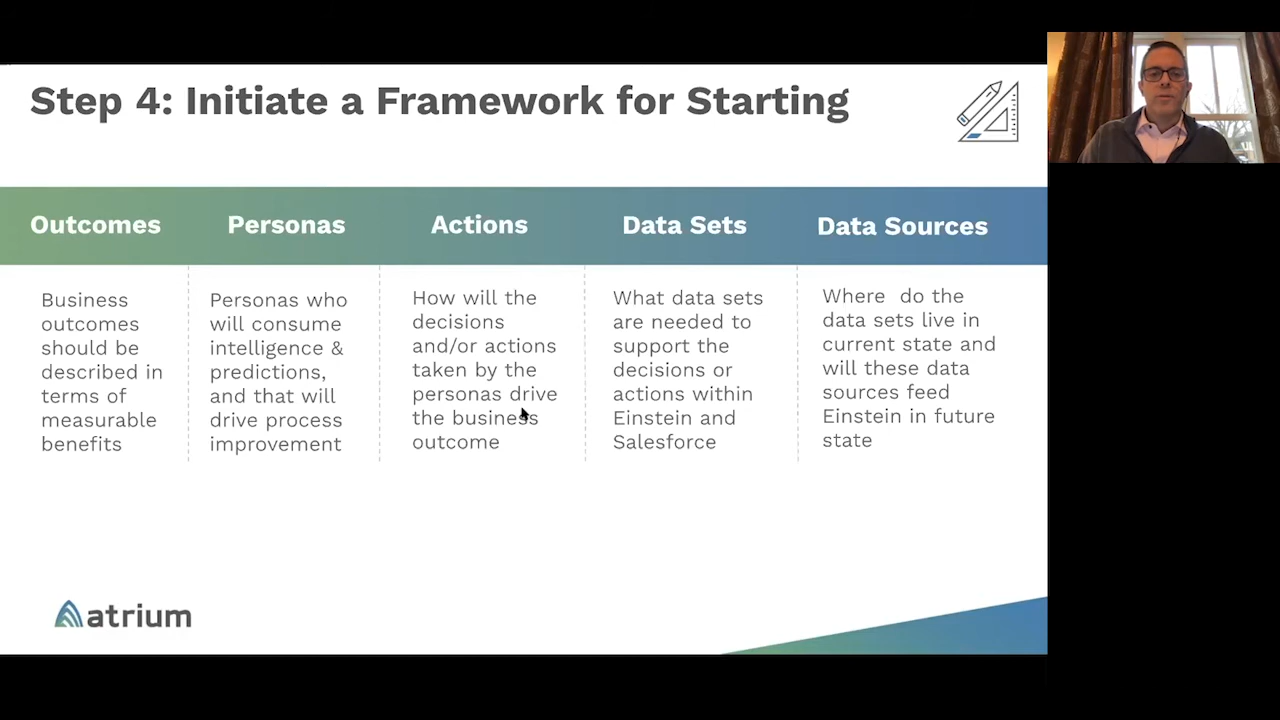 Step 4: Initiate a Framework for Starting
Outcomes
Personas
Actions
Data Sets
Data Sources
Business
outcomes
should be
described in
terms of
measurable
benefits
Personas who
will consume
intelligence &
predictions,
and that will
drive process
improvement
How will the
decisions
and/or actions
taken by the
personas drive
the business
outcome
What data sets
are needed to
support the
decisions or
actions within
Einstein and
Salesforce
Where do the
data sets live in
current state and
will these data
sources feed
Einstein in future
state
atrium